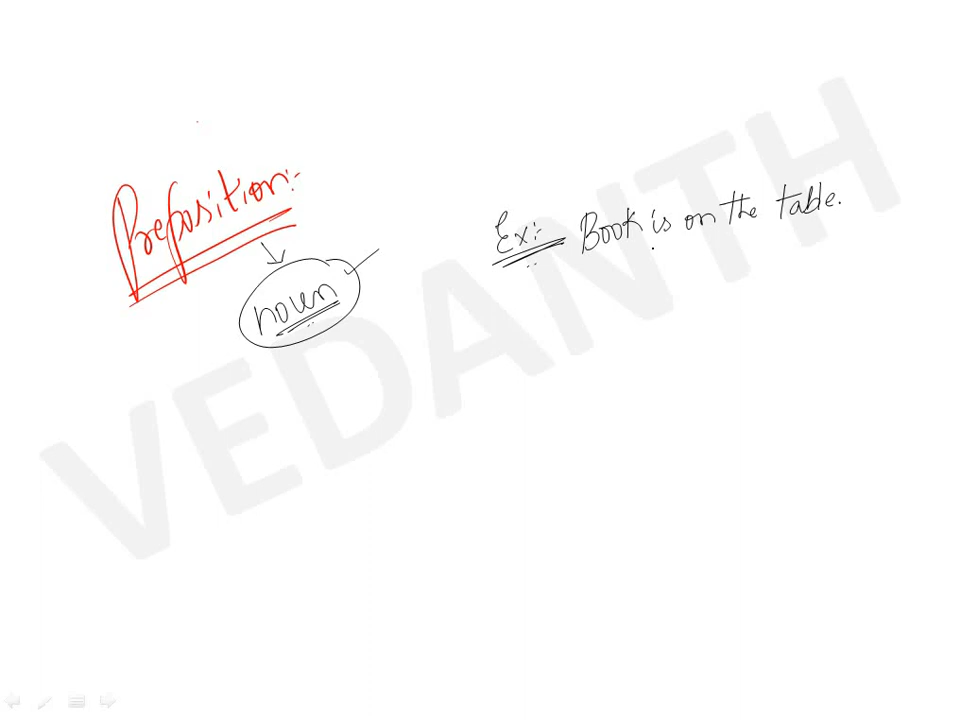 Preposition:-
noun
Ex:- Book is on the table.
VEDANTH